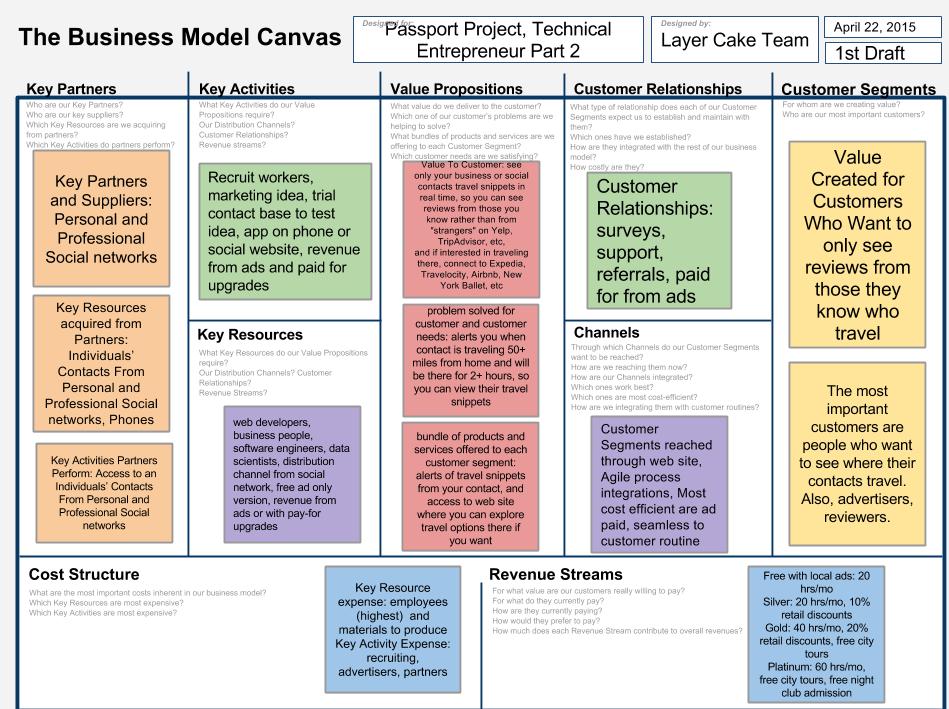 The Business Model Canvas
Designed for:
Passport Project, Technical
Entrepreneur Part 2
Designed by:
Layer Cake Team
April 22, 2015
1st Draft
Key Partners
Who are our Key Partners?
Who are our key suppliers?
Which Key Resources are we acquiring
from partners?
Which Key Activities do partners perform?
Key Partners
and Suppliers:
Personal and
Professional
Social networks
Key Resources
acquired from
Partners:
Individuals'
Contacts From
Personal and
Professional Social
networks, Phones
Key Activities Partners
Perform: Access to an
Individuals' Contacts
From Personal and
Professional Social
networks
Key Activities
What Key Activities do our Value
Propositions require?
Our Distribution Channels?
Customer Relationships?
Revenue streams?
Recruit workers,
marketing idea, trial
contact base to test
idea, app on phone or
social website, revenue
from ads and paid for
upgrades
Key Resources
What Key Resources do our Value Propositions
require?
Our Distribution Channels? Customer
Relationships?
Revenue Streams?
web developers,
business people,
software engineers, data
scientists, distribution
channel from social
network, free ad only
version, revenue from
ads or with pay-for
upgrades
Value Propositions
What value do we deliver to the customer?
Which one of our customer's problems are we
helping to solve?
What bundles of products and services are we
offering to each Customer Segment?
Which customer needs are we satisfying?
Value To Customer: see
only your business or social
contacts travel snippets in
real time, so you can see
reviews from those you
know rather than from
"strangers" on Yelp,
TripAdvisor, etc,
and if interested in traveling
there, connect to Expedia,
Travelocity, Airbnb, New
York Ballet, etc
problem solved for
customer and customer
needs: alerts you when
contact is traveling 50+
miles from home and will
be there for 2+ hours, so
you can view their travel
snippets
bundle of products and
services offered to each
customer segment:
alerts of travel snippets
from your contact, and
access to web site
where you can explore
travel options there if
you want
Customer Relationships
What type of relationship does each of our Customer
Segments expect us to establish and maintain with
them?
Which ones have we established?
How are they integrated with the rest of our business
model?
How costly are they?
Customer
Relationships:
surveys,
support,
referrals, paid
for from ads
Channels
Through which Channels do our Customer Segments
want to be reached?
How are we reaching them now?
How are our Channels integrated?
Which ones work best?
Which ones are most cost-efficient?
How are we integrating them with customer routines?
Customer
Segments reached
through web site,
Agile process
integrations, Most
cost efficient are ad
paid, seamless to
customer routine
Customer Segments
For whom are we creating value?
Who are our most important customers?
Value
Created for
Customers
Who Want to
only see
reviews from
those they
know who
travel
The most
important
customers are
people who want
to see where their
contacts travel.
Also, advertisers,
reviewers.
Cost Structure
What are the most important costs inherent in our business model?
Which Key Resources are most expensive?
Which Key Activities are most expensive?
Key Resource
expense: employees
(highest) and
materials to produce
Key Activity Expense:
recruiting,
advertisers, partners
Revenue Streams
For what value are our customers really willing to pay?
For what do they currently pay?
How are they currently paying?
How would they prefer to pay?
How much does each Revenue Stream contribute to overall revenues?
Free with local ads: 20
hrs/mo
Silver: 20 hrs/mo, 10%
retail discounts
Gold: 40 hrs/mo, 20%
retail discounts, free city
tours
Platinum: 60 hrs/mo,
free city tours, free night
club admission